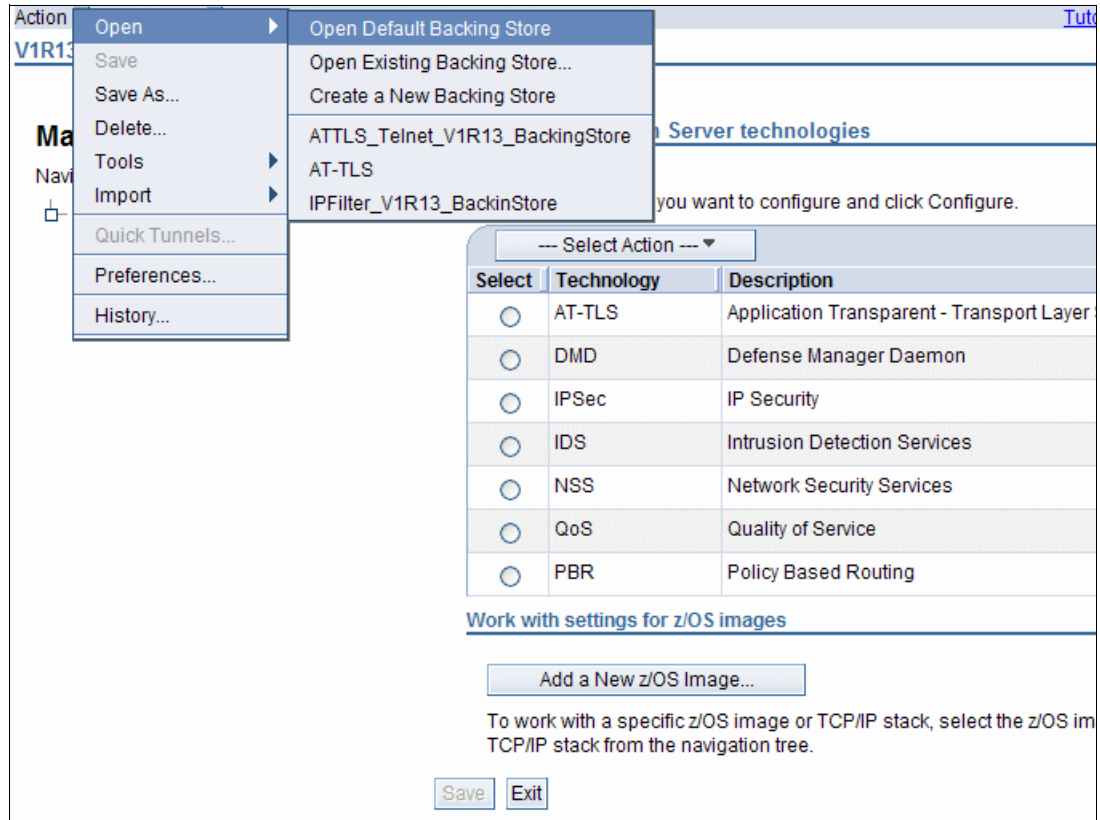 Action
Tuto
V1R13
Open
Save
Save As...
Delete...
Tools
Import
Quick Tunnels...
Preferences...
History...
Open Default Backing Store
Open Existing Backing Store...
Create a New Backing Store
ATTLS_Telnet_V1R13_BackingStore
AT-TLS
IPFilter_V1R13_BackinStore
Ma
Navi
Server technologies
you want to configure and click Configure.
--- Select Action ---
Select Technology Description
AT-TLS Application Transparent - Transport Layer
DMD Defense Manager Daemon
IPSec IP Security
IDS Intrusion Detection Services
NSS Network Security Services
QoS Quality of Service
PBR Policy Based Routing
Work with settings for z/OS images
Add a New z/OS Image...
To work with a specific z/OS image or TCP/IP stack, select the z/OS im
TCP/IP stack from the navigation tree.
Save Exit